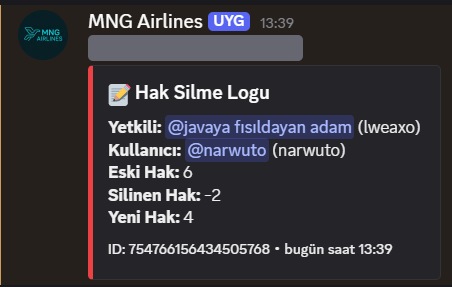 MNG
AIRLINES
MNG Airlines UYG 13:39
Hak Silme Logu
Yetkili: @javaya fısıldayan adam (lweaxo)
Kullanıcı: @narwuto (narwuto)
Eski Hak: 6
Silinen Hak: -2
Yeni Hak: 4
ID: 754766156434505768 • bugün saat 13:39